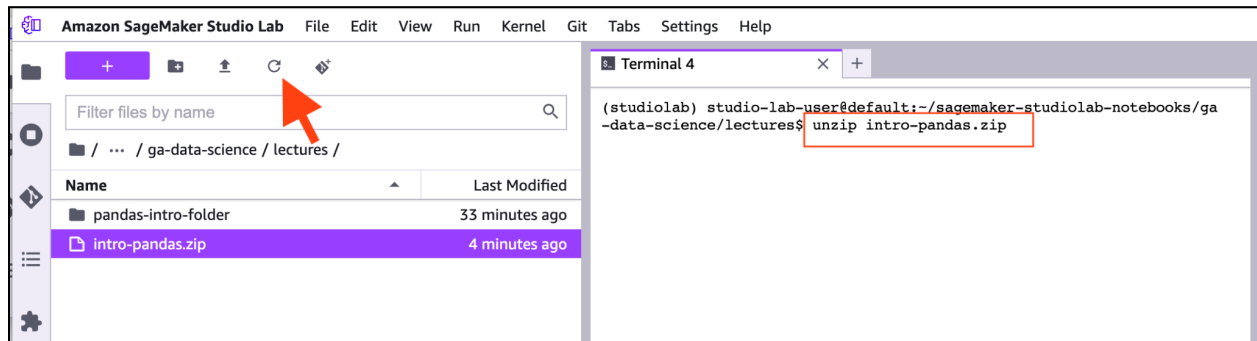 Amazon SageMaker Studio Lab File Edit View Run Kernel Git Tabs Settings Help
Terminal 4
Filter files by name
/ ... / ga-data-science / lectures /
Name Last Modified
pandas-intro-folder 33 minutes ago
intro-pandas.zip 4 minutes ago
(studiolab) studio-lab-user@default:~/sagemaker-studiolab-notebooks/ga
-data-science/lectures$ unzip intro-pandas.zip